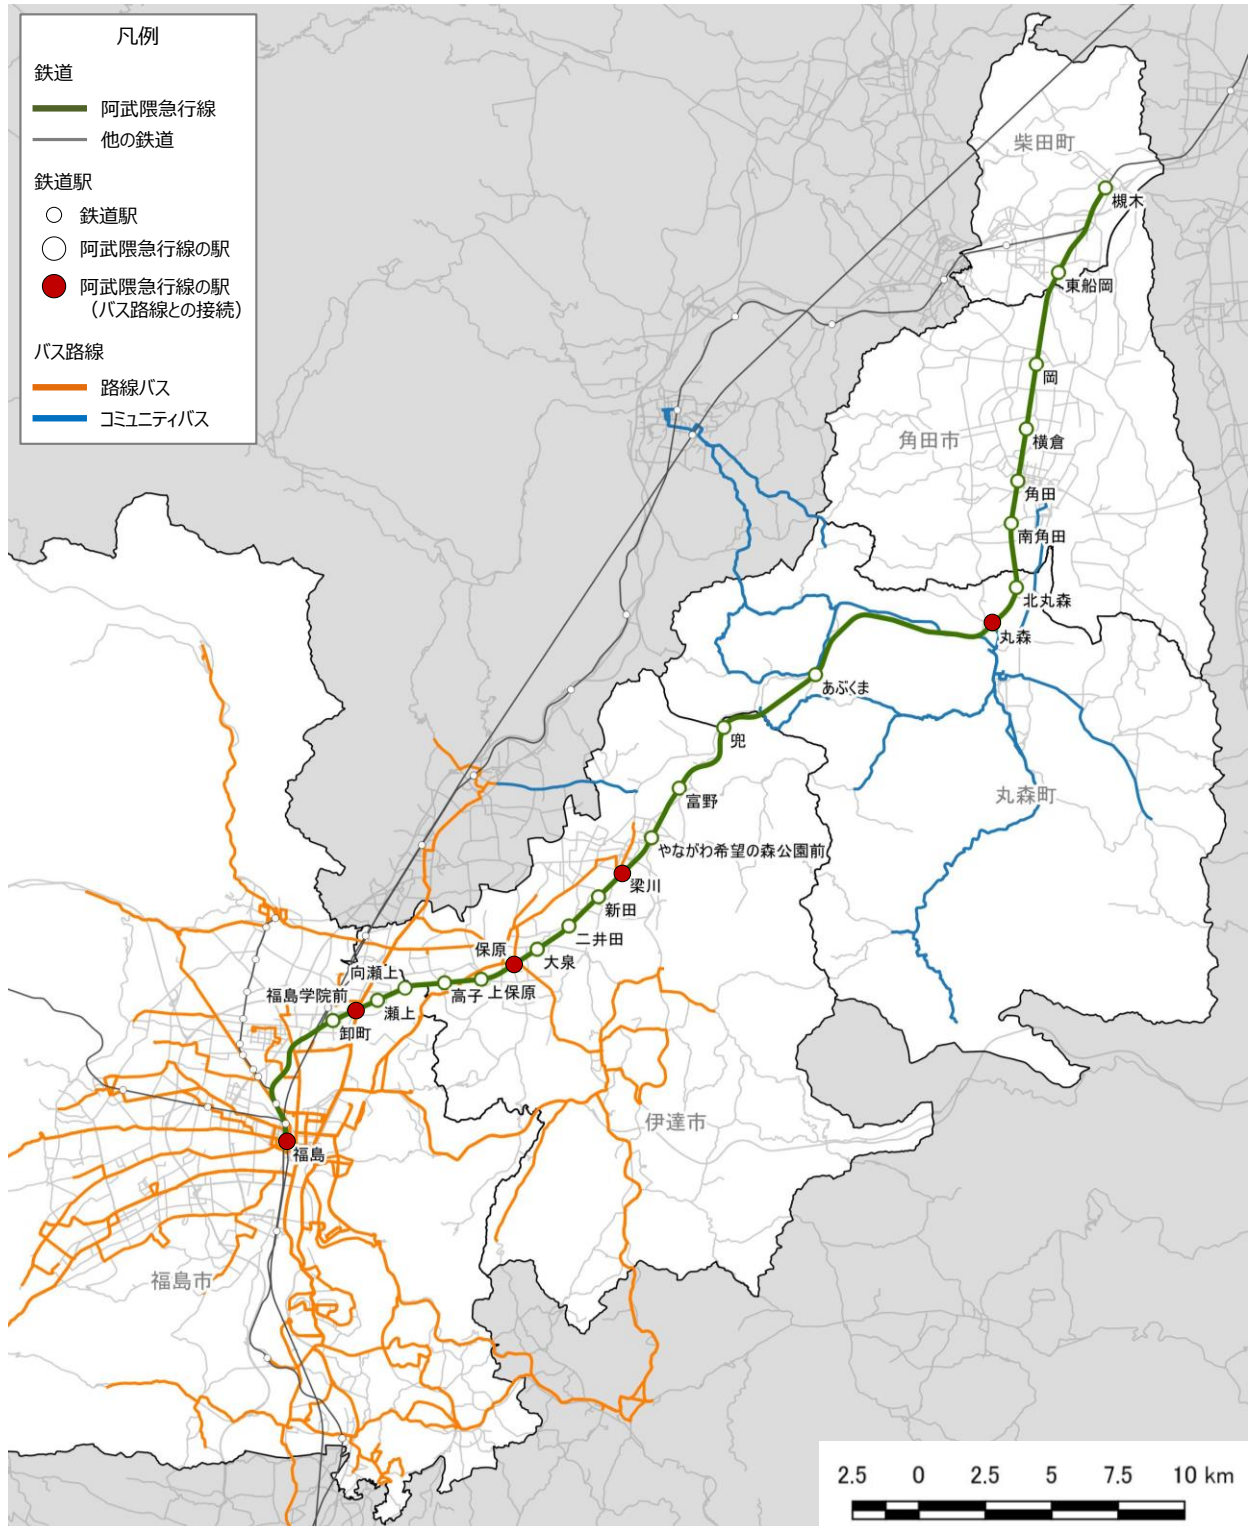 凡例
鉄道
阿武隈急行線
他の鉄道
鉄道駅
鉄道駅
阿武隈急行線の駅
阿武隈急行線の駅
（バス路線との接続）
バス路線
路線バス
コミュニティバス
柴田町
槻木
東船岡
岡
角田市
横倉
角田
南角田
北丸森
丸森
あぶくま
兜
富野
丸森町
やながわ希望の森公園前
梁川
新田
二井田
保原
大泉
向瀬上
高子
上保原
福島学院前
瀬上
卸町
伊達市
福島
福島市
2.5 0 2.5 5 7.5 10 km